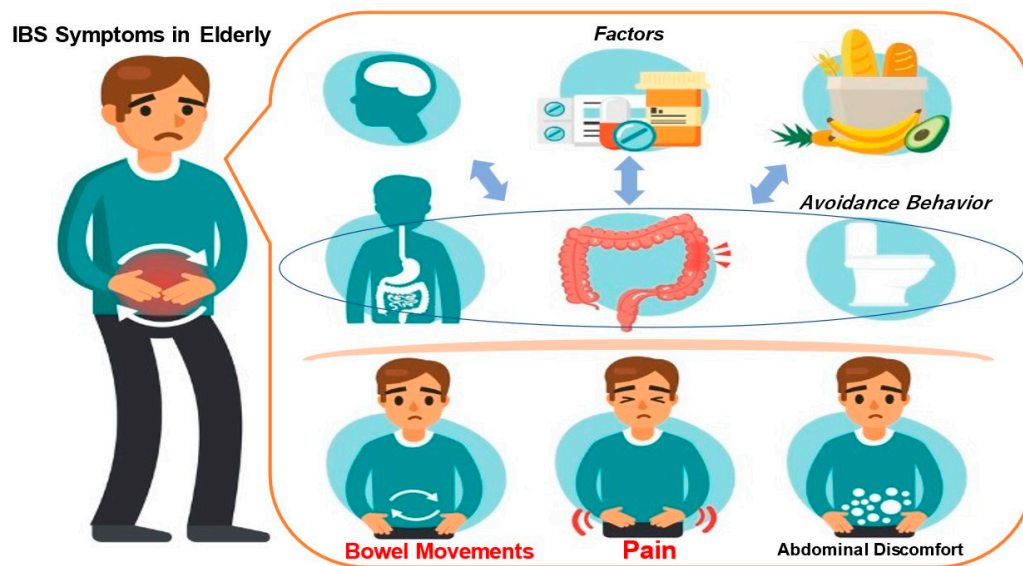 IBS Symptoms in Elderly
Factors
Avoidance Behavior
Bowel Movements
Pain
Abdominal Discomfort